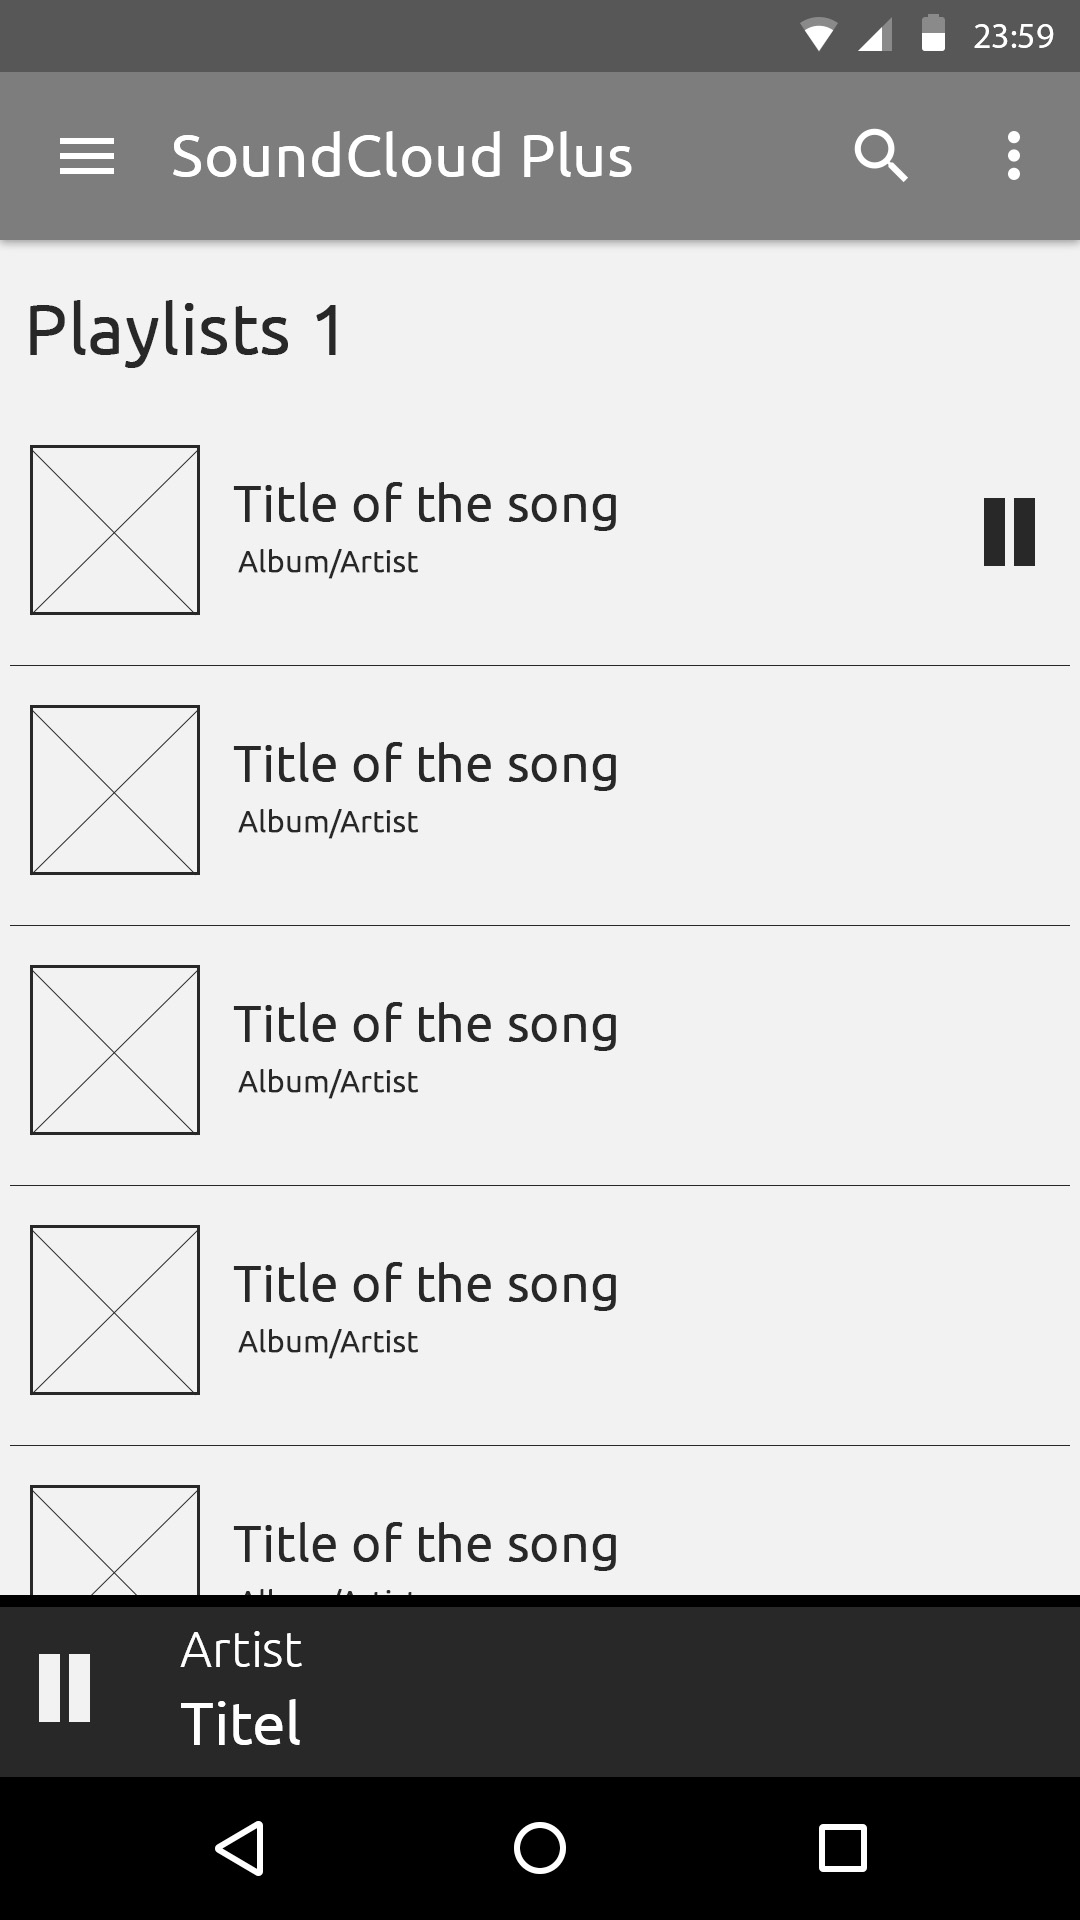 23:59
SoundCloud Plus
Playlists 1
Title of the song
Album/Artist
Title of the song
Album/Artist
Title of the song
Album/Artist
Title of the song
Album/Artist
Title of the song
Artist
Titel